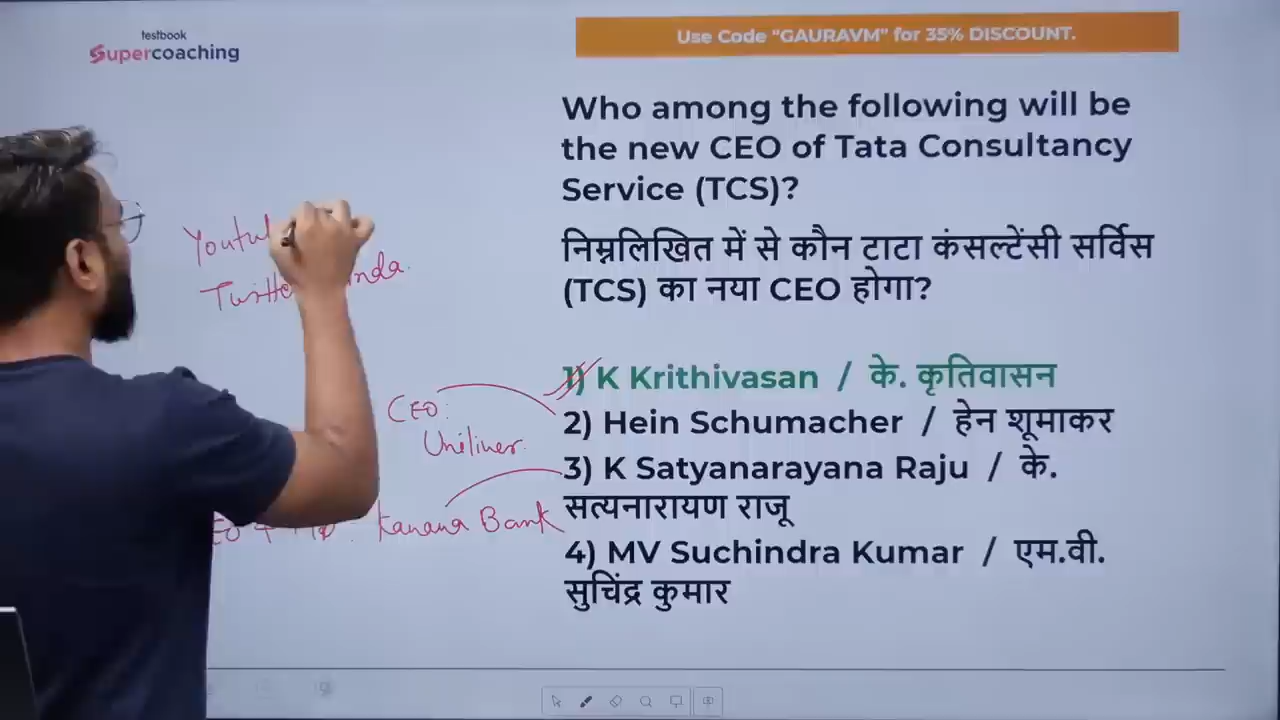 testbook
Supercoaching
Use Code "GAURAVM" for 35% DISCOUNT.
Who among the following will be
the new CEO of Tata Consultancy
Service (TCS)?
निम्नलिखित में से कौन टाटा कंसल्टेंसी सर्विस
(TCS) का नया CEO होगा?
1) K Krithivasan / के. कृतिवासन
2) Hein Schumacher / हेन शूमाकर
3) K Satyanarayana Raju / के.
सत्यनारायण राजू
4) MV Suchindra Kumar / एम.वी.
सुचिंद्र कुमार
CEO:
Uniliver.
Kanana Bank